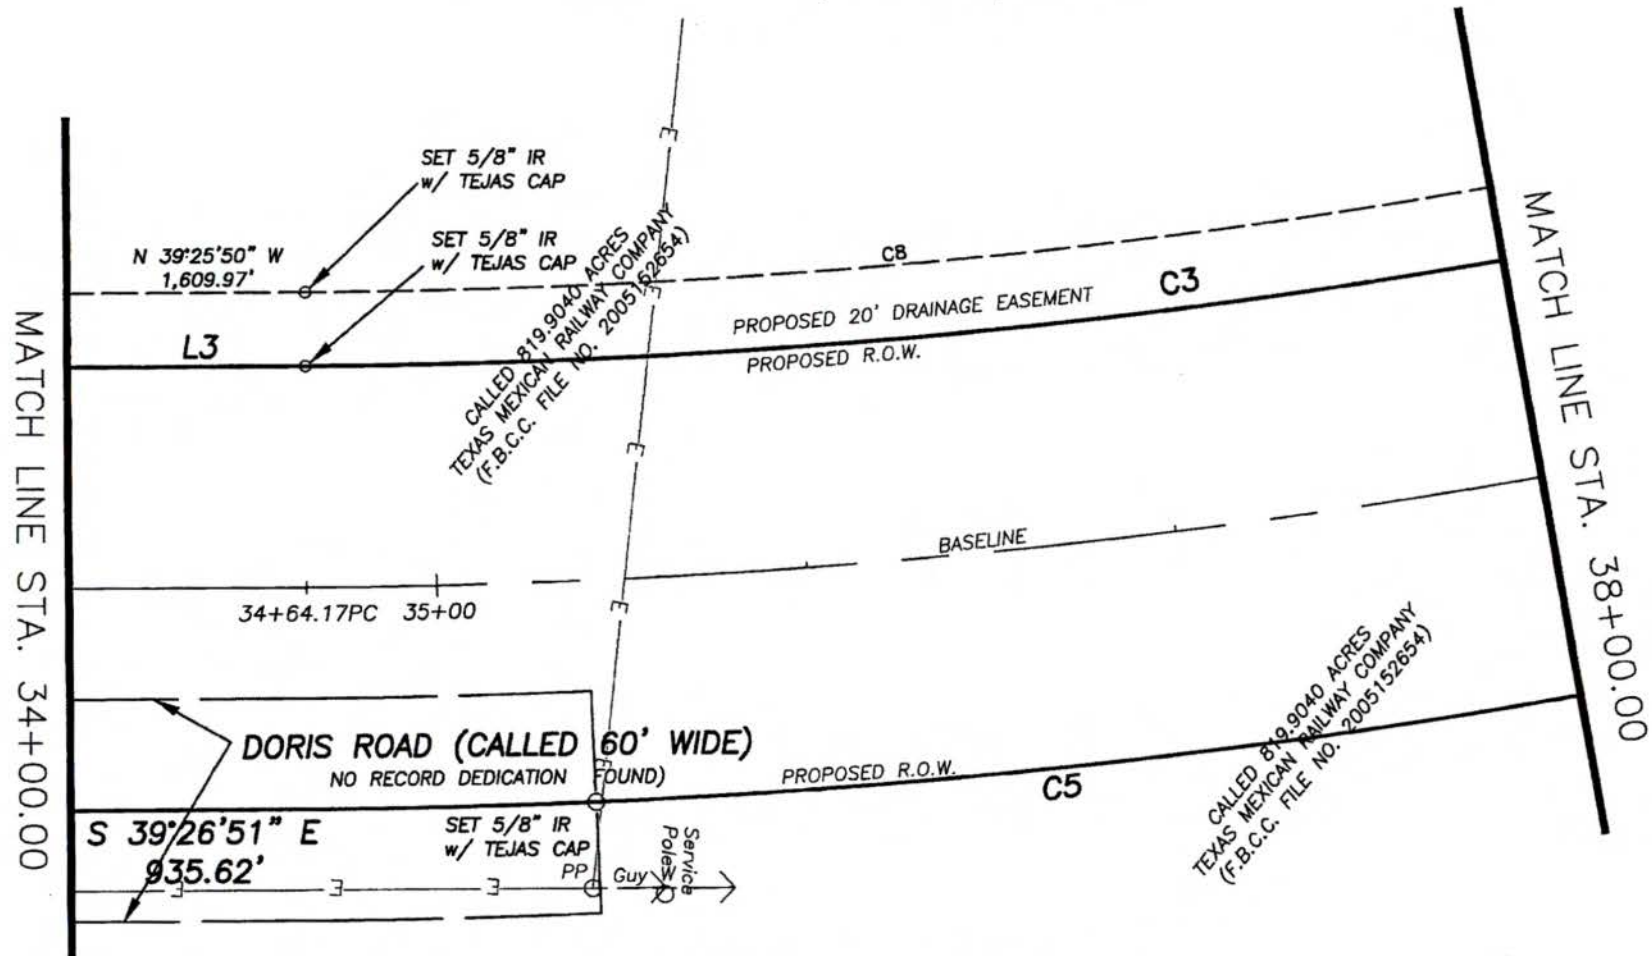 SET 5/8" IR
w/ TEJAS CAP
N 39°25'50" W
1,609.97'
SET 5/8" IR
w/ TEJAS CAP
CALLED 819.9040 ACRES
TEXAS MEXICAN RAILWAY COMPANY
(F.B.C.C. FILE NO. 2005152654)
C8
C3
L3
PROPOSED 20' DRAINAGE EASEMENT
PROPOSED R.O.W.
MATCH LINE STA. 34+00.00
MATCH LINE STA. 38+00.00
E
E
E
E
BASELINE
34+64.17PC
35+00
DORIS ROAD (CALLED 60' WIDE)
NO RECORD DEDICATION FOUND)
E
PROPOSED R.O.W.
C5
CALLED 819.9040 ACRES
TEXAS MEXICAN RAILWAY COMPANY
(F.B.C.C. FILE NO. 2005152654)
S 39°26'51" E
935.62'
SET 5/8" IR
w/ TEJAS CAP
PP
Guy
Service
Polew
E
E
E